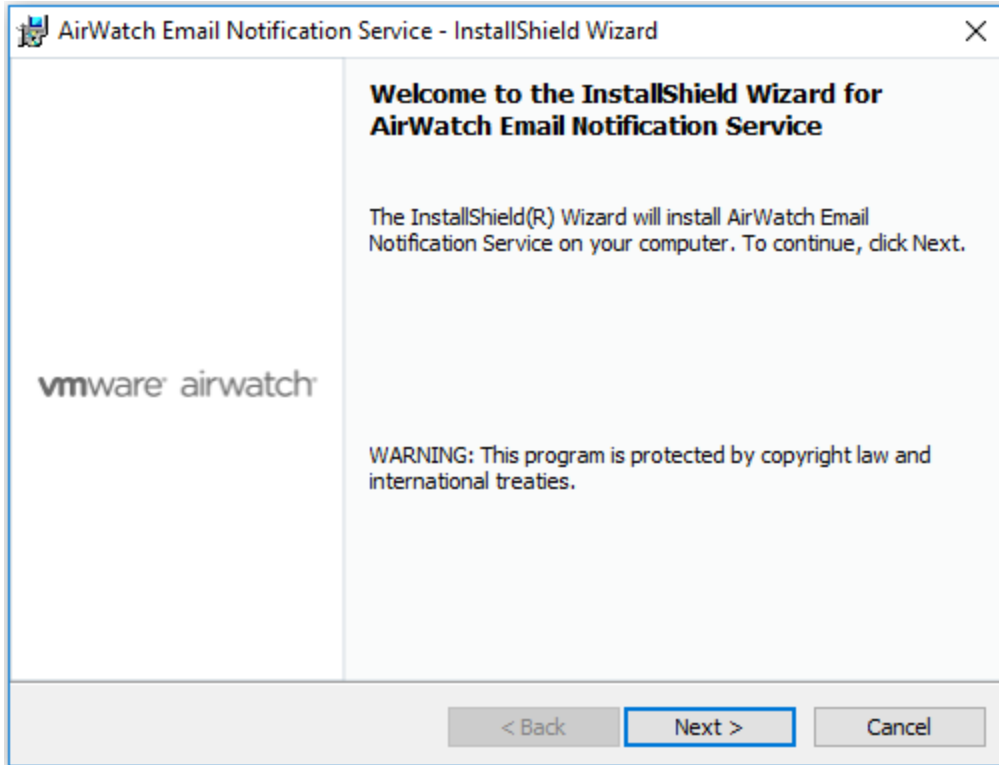 AirWatch Email Notification Service - InstallShield Wizard
Welcome to the InstallShield Wizard for
AirWatch Email Notification Service
The InstallShield(R) Wizard will install AirWatch Email
Notification Service on your computer. To continue, click Next.
vmware airwatch
WARNING: This program is protected by copyright law and
international treaties.
< Back
Next >
Cancel